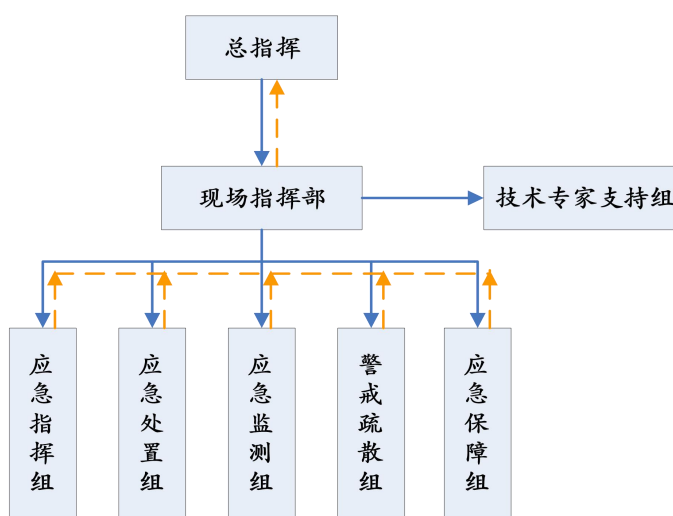 总指挥
现场指挥部
技术专家支持组
应急指挥组
应急处置组
应急监测组
警戒疏散组
应急保障组